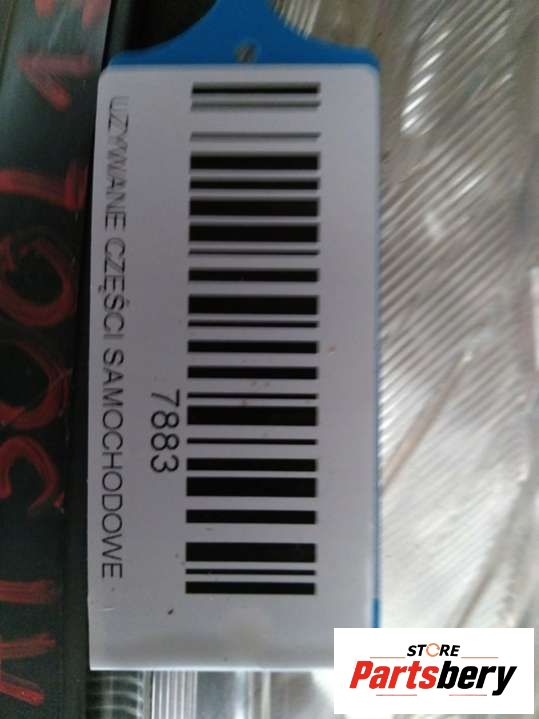 7883
UŻYWANE CZĘŚCI SAMOCHODOWE
STORE
Partsbery